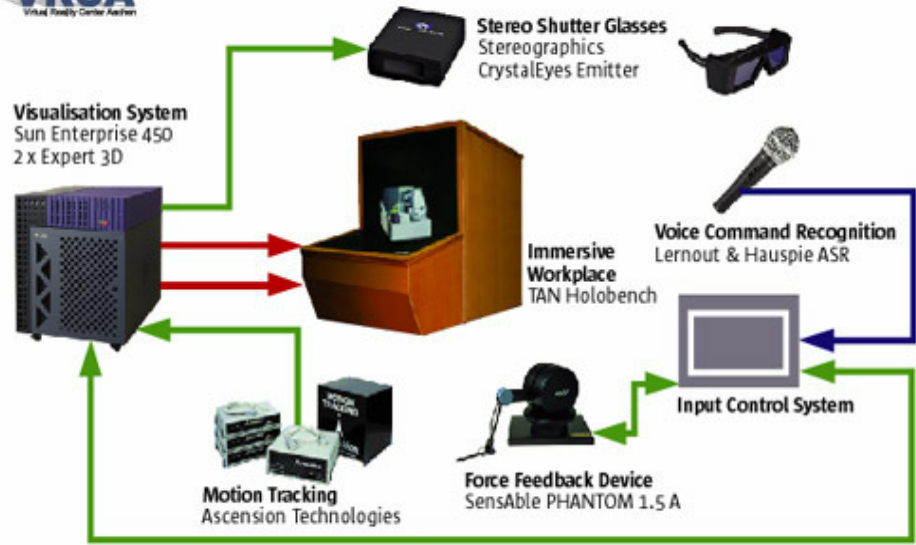 Virtual Reality Center Aachen
Stereo Shutter Glasses
Stereographics
CrystalEyes Emitter
Visualisation System
Sun Enterprise 450
2 x Expert 3D
Voice Command Recognition
Lernout & Hauspie ASR
Immersive
Workplace
TAN Holobench
Input Control System
MOTION
TRACKING
Force Feedback Device
SensAble PHANTOM 1.5 A
Motion Tracking
Ascension Technologies